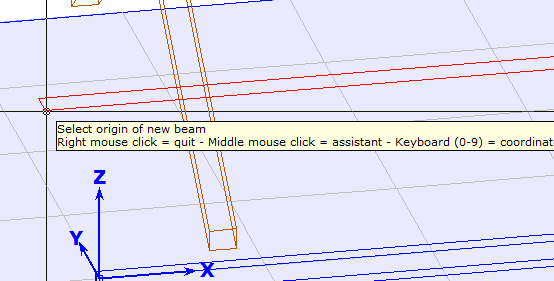 Select origin of new beam
Right mouse click = quit - Middle mouse click = assistant - Keyboard (0-9) = coordinat
Z
Y
X